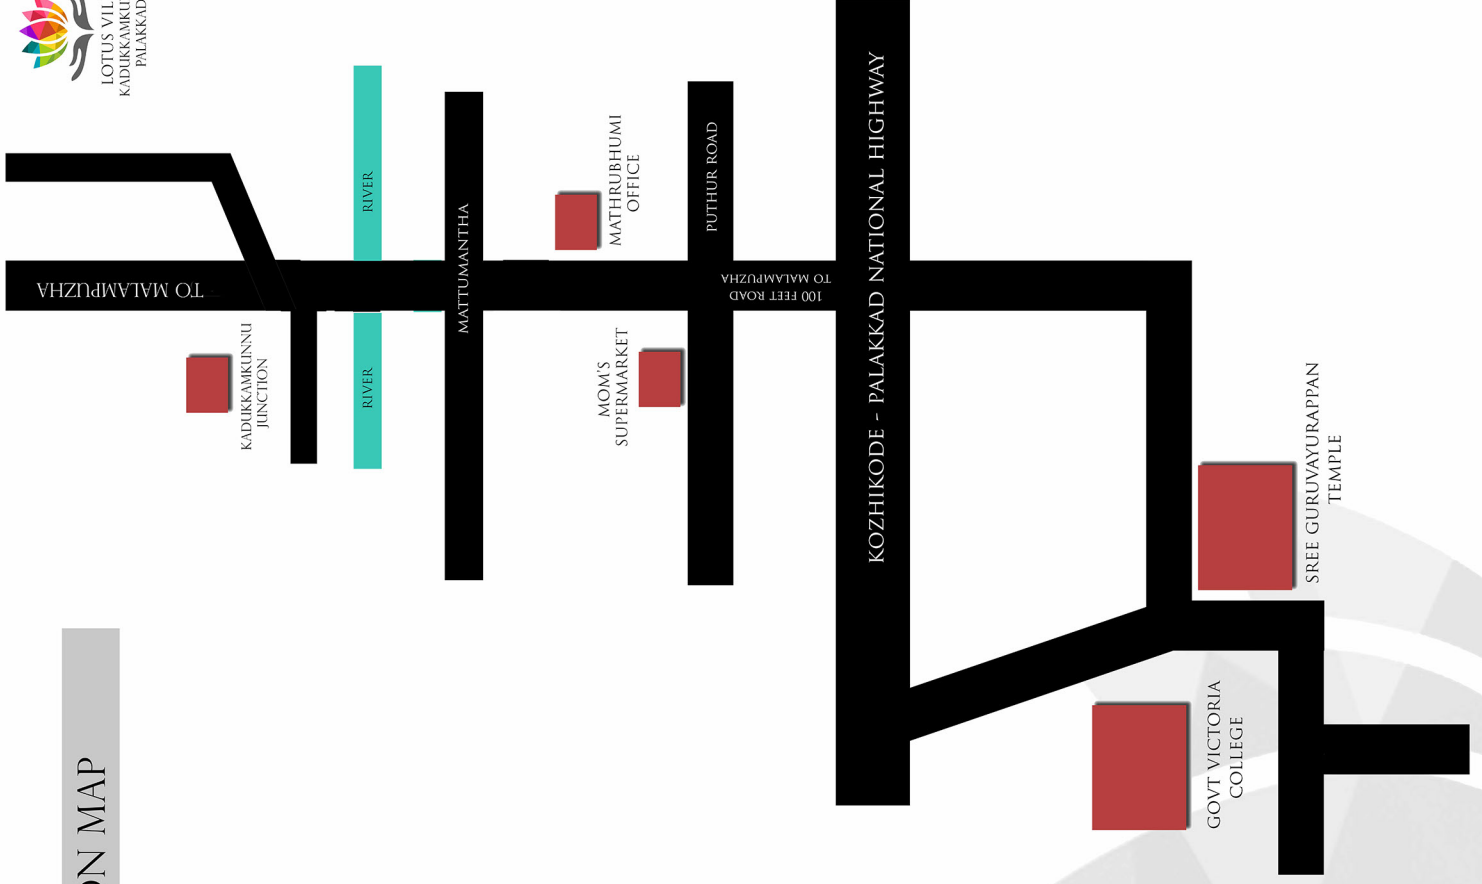 LOTUS VIL
KADUKKAMKU
PALAKKAD
RIVER
MATTUMANTHA
MATHRUBHUMI
OFFICE
PUTHUR ROAD
KOZHIKODE - PALAKKAD NATIONAL HIGHWAY
TO MALAMPUZHA
100 FEET ROAD
TO MALAMPUZHA
KADUKKAMKUNNU
JUNCTION
RIVER
MOM'S
SUPERMARKET
SREE GURUVAYURAPPAN
TEMPLE
GOVT VICTORIA
COLLEGE
ON MAP